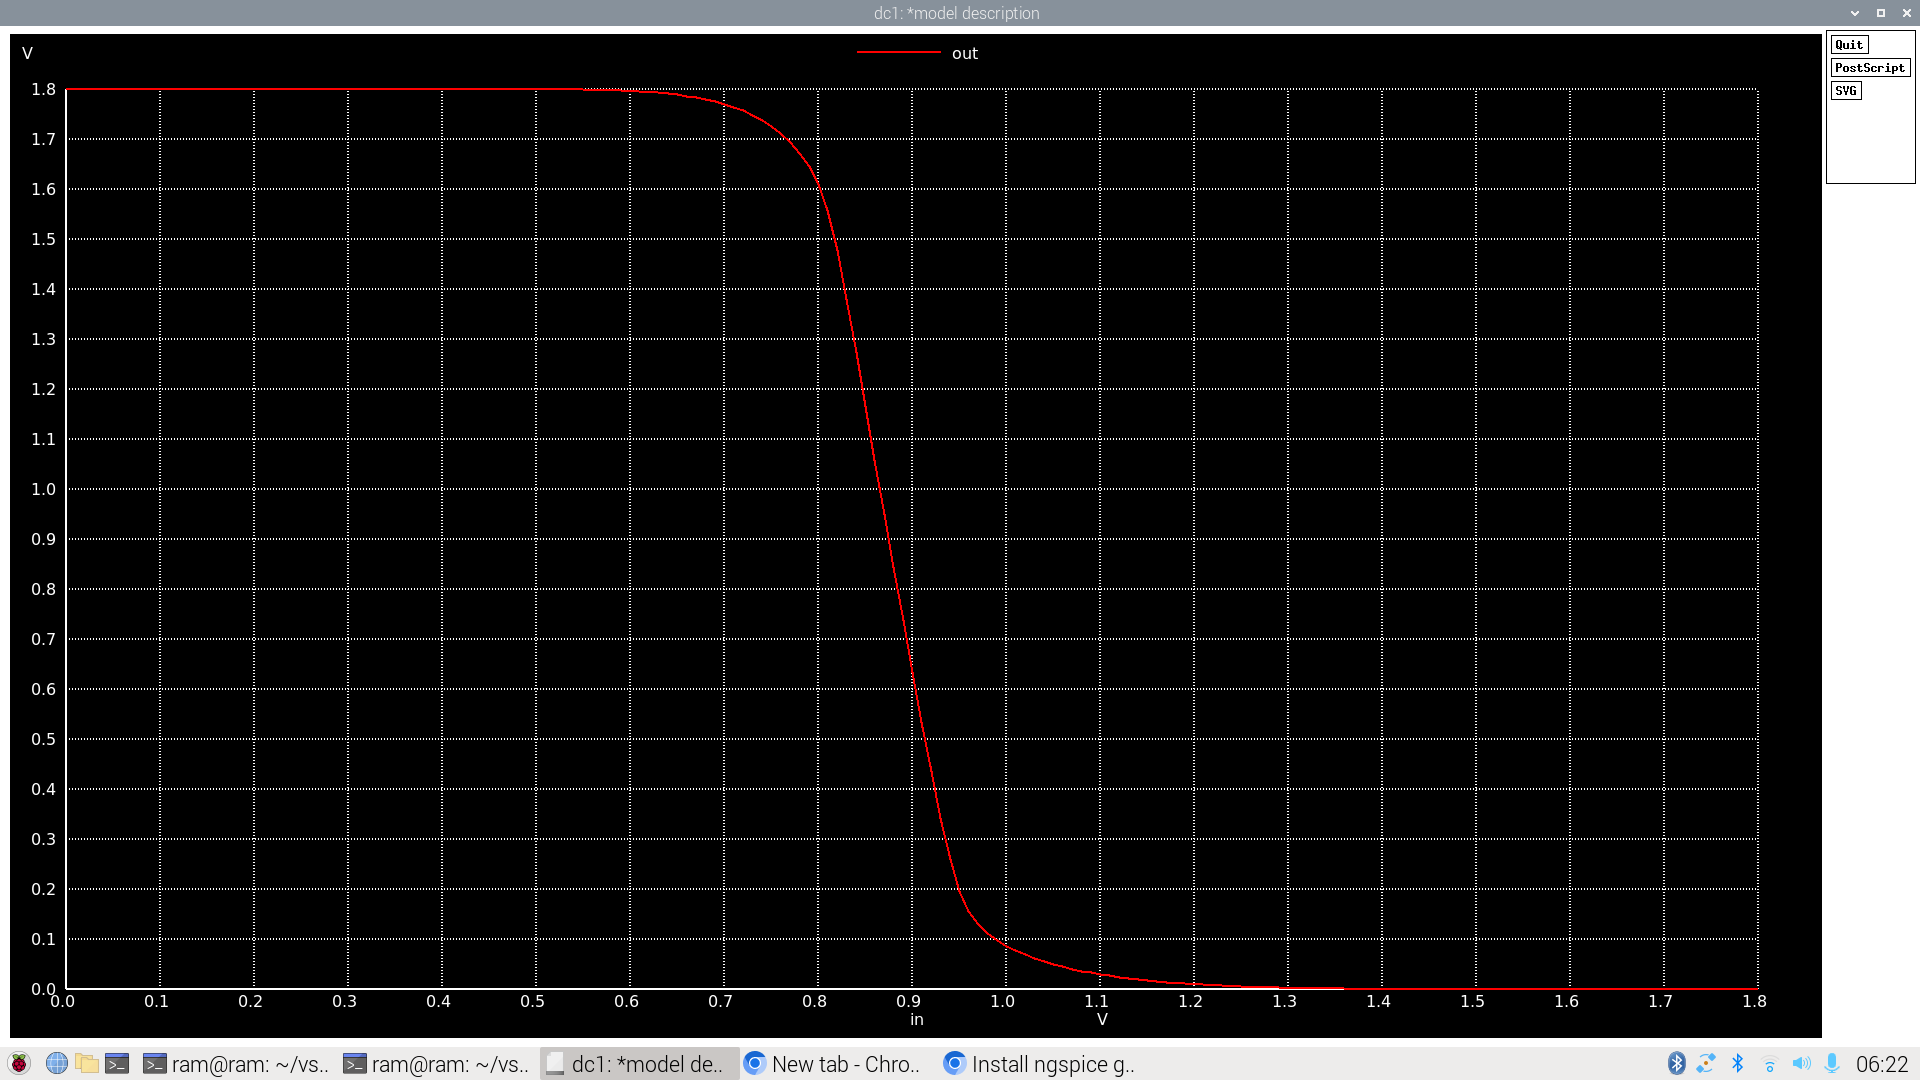 dc1: *model description
V
out
Quit
PostScript
SVG
1.8
1.7
1.6
1.5
1.4
1.3
1.2
1.1
1.0
0.9
0.8
0.7
0.6
0.5
0.4
0.3
0.2
0.1
0.0
0.0 0.1 0.2 0.3 0.4 0.5 0.6 0.7 0.8 0.9 1.0 1.1 1.2 1.3 1.4 1.5 1.6 1.7 1.8
in V
ram@ram: ~/vs.. ram@ram: ~/vs.. dc1: *model de.. New tab - Chro.. Install ngspice g.. 06:22